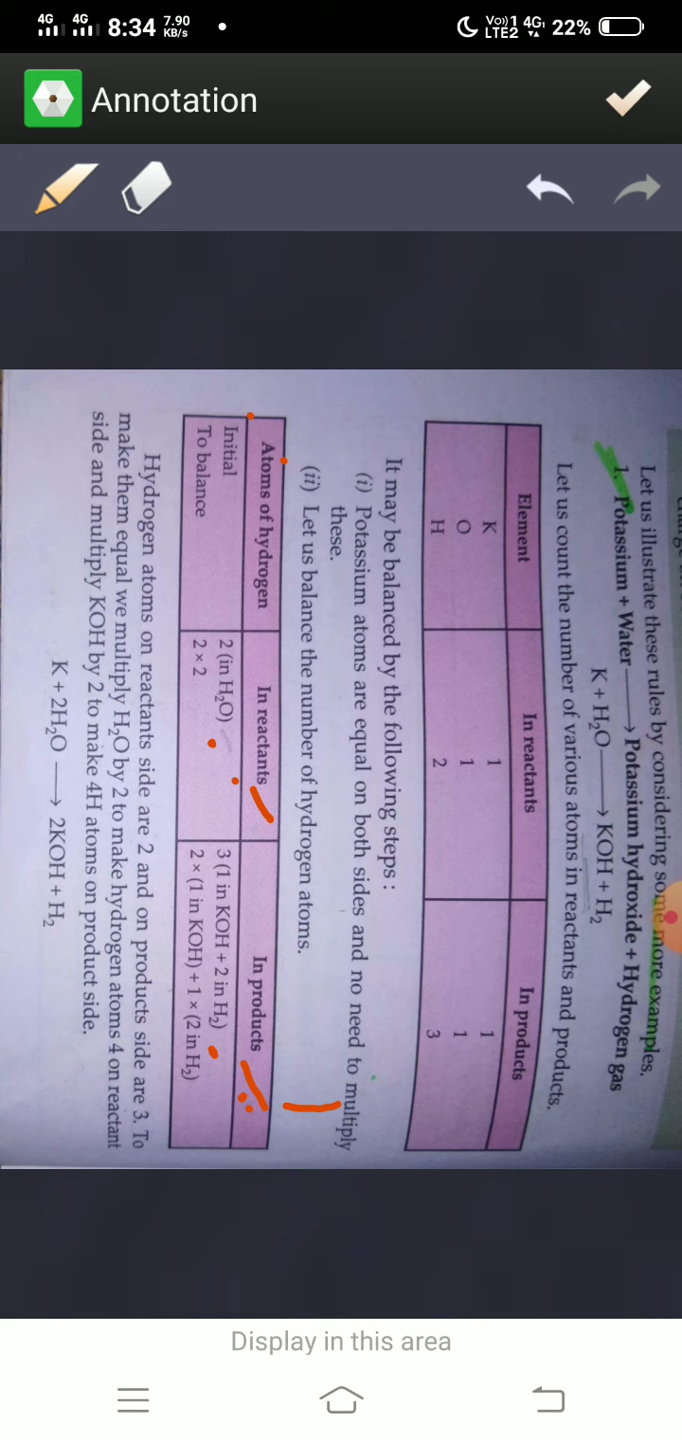 4G 4G 8:34 7.90 KB/s Vo)) 1 LTE2 4G 22%
Annotation
Let us illustrate these rules by considering some more examples.
1. Potassium + Water ⟶ Potassium hydroxide + Hydrogen gas
K + H₂O ⟶ KOH + H₂
Let us count the number of various atoms in reactants and products.
Element In reactants In products
K 1 1
O 1 1
H 2 3
It may be balanced by the following steps :
(i) Potassium atoms are equal on both sides and no need to multiply
these.
(ii) Let us balance the number of hydrogen atoms.
Atoms of hydrogen In reactants In products
Initial 2 (in H₂O) 3 (1 in KOH + 2 in H₂)
To balance 2 × 2 2 × (1 in KOH) + 1 × (2 in H₂)
Hydrogen atoms on reactants side are 2 and on products side are 3. To
make them equal we multiply H₂O by 2 to make hydrogen atoms 4 on reactant
side and multiply KOH by 2 to make 4H atoms on product side.
K + 2H₂O ⟶ 2KOH + H₂
Display in this area